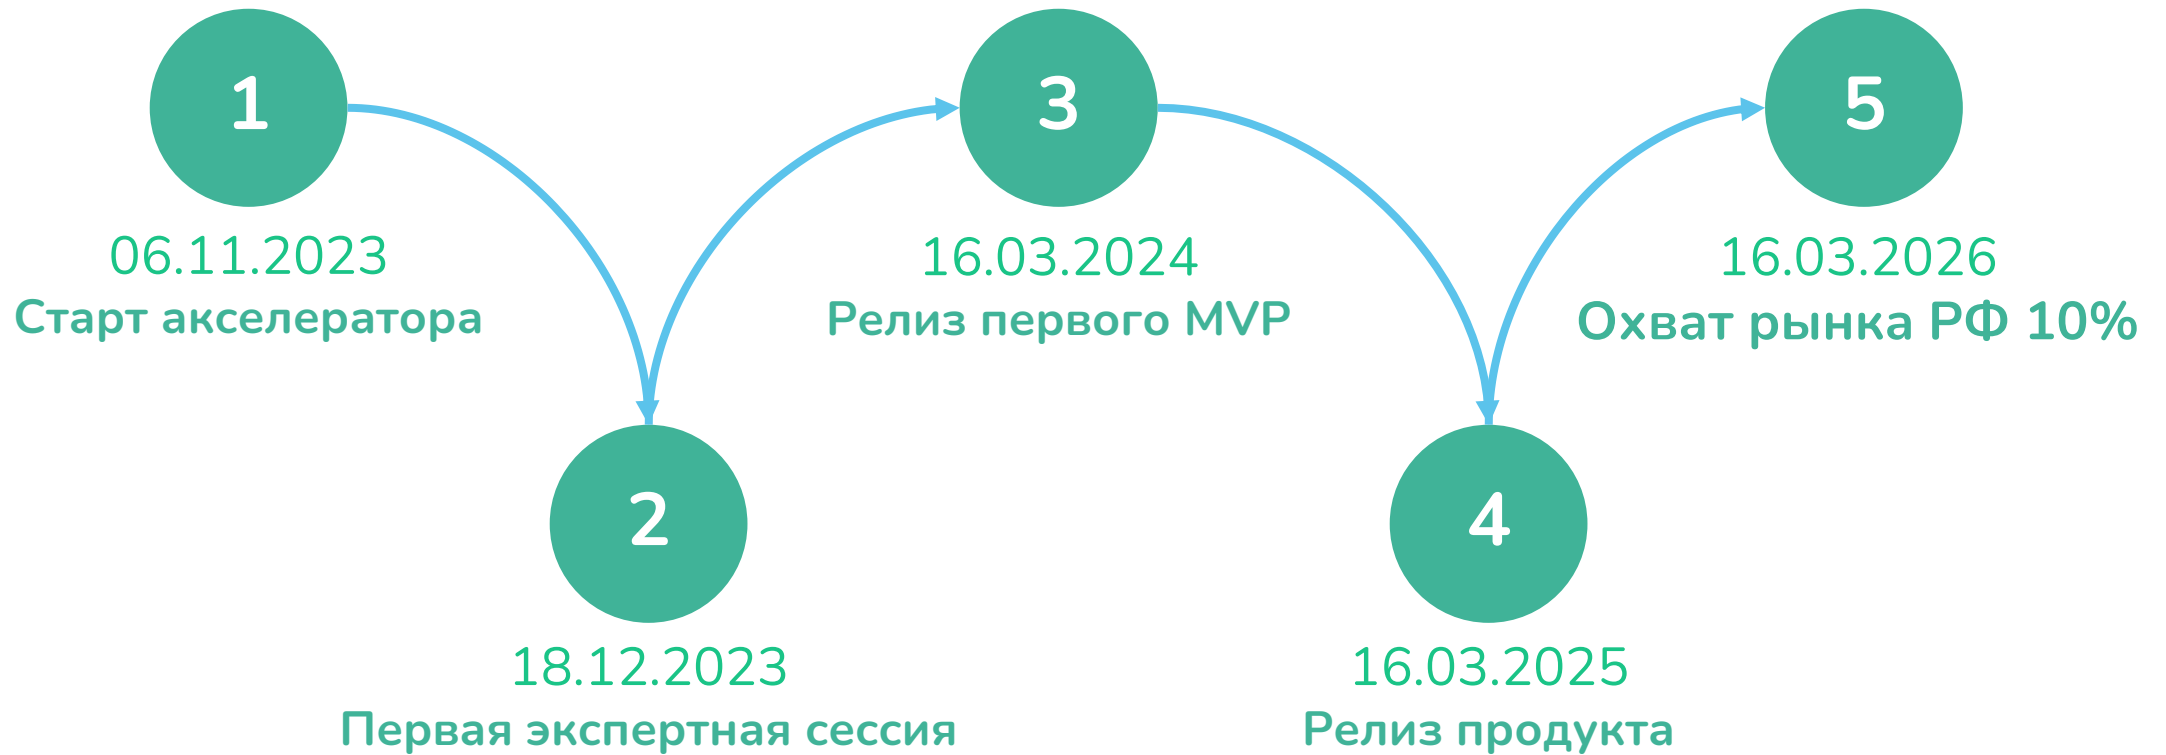 1
06.11.2023
Старт акселератора
2
18.12.2023
Первая экспертная сессия
3
16.03.2024
Релиз первого MVP
4
16.03.2025
Релиз продукта
5
16.03.2026
Охват рынка РФ 10%